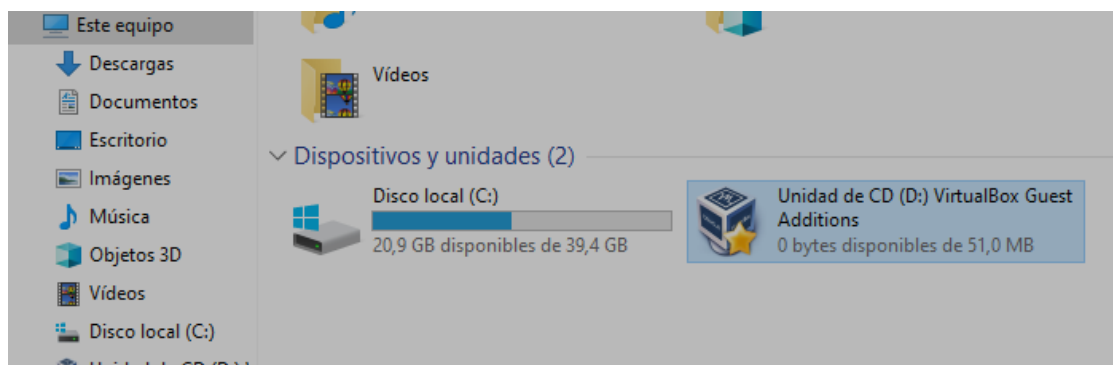 Este equipo
Descargas
Documentos
Escritorio
Imágenes
Música
Objetos 3D
Vídeos
Disco local (C:)
Vídeos
Dispositivos y unidades (2)
Disco local (C:)
20,9 GB disponibles de 39,4 GB
Unidad de CD (D:) VirtualBox Guest
Additions
0 bytes disponibles de 51,0 MB